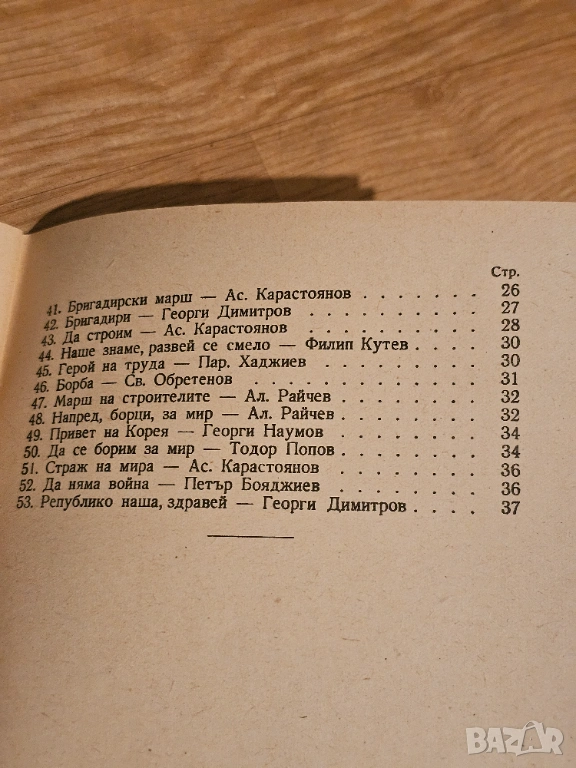 Стр.
41. Бригадирски марш — Ас. Карастоянов . . . . . . . 26
42. Бригадири — Георги Димитров . . . . . . . . . 27
43. Да строим — Ас. Карастоянов . . . . . . . . . 28
44. Наше знаме, развей се смело — Филип Кутев . . . . 30
45. Герой на труда — Пар. Хаджиев . . . . . . . . 30
46. Борба — Св. Обретенов . . . . . . . . . . . 31
47. Марш на строителите — Ал. Райчев . . . . . . . 32
48. Напред, борци, за мир — Ал. Райчев . . . . . . . 32
49. Привет на Корея — Георги Наумов . . . . . . . 34
50. Да се борим за мир — Тодор Попов . . . . . . . 34
51. Страж на мира — Ас. Карастоянов . . . . . . . 36
52. Да няма война — Петър Бояджиев . . . . . . . . 36
53. Републико наша, здравей — Георги Димитров . . . . 37
BAZAR